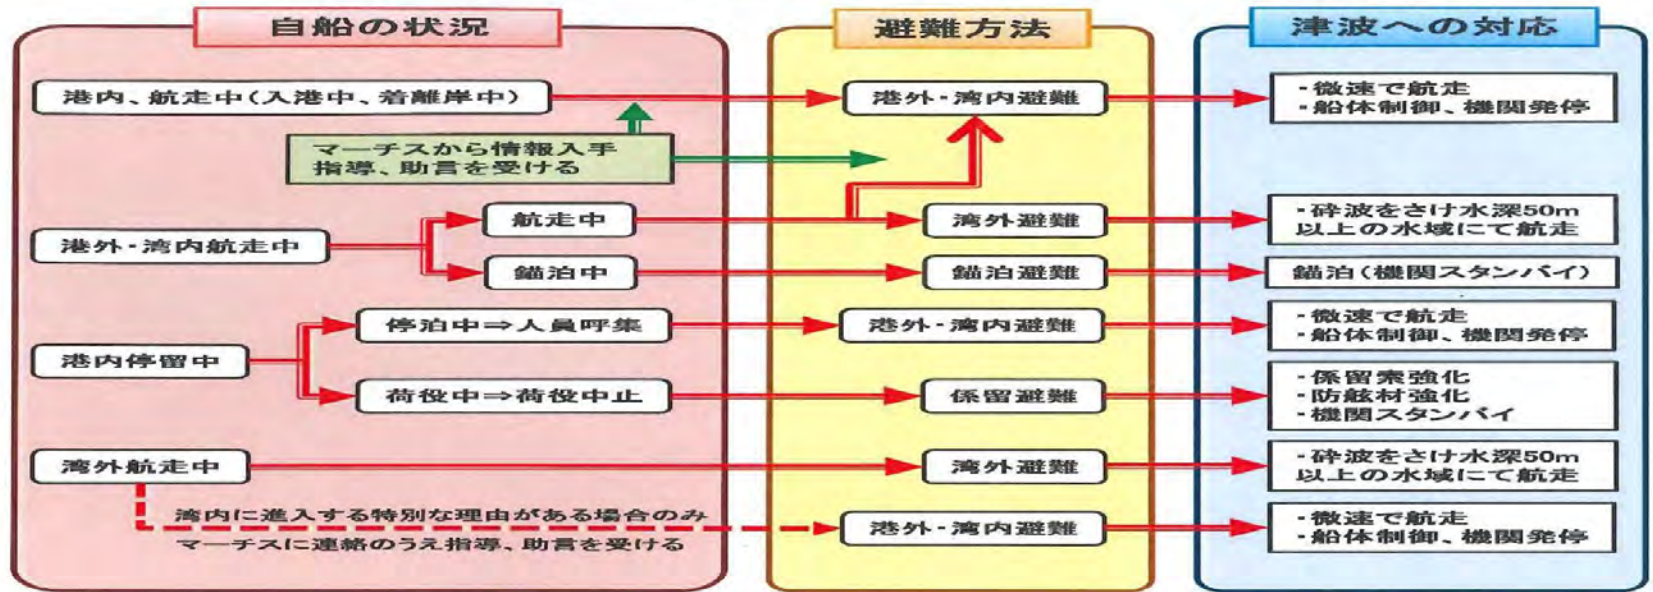 自船の状況
避難方法
津波への対応
港内、航走中(入港中、着離岸中)
港外・湾内避難
・微速で航走
・船体制御、機関発停
マーチスから情報入手
指導、助言を受ける
港外・湾内航走中
航走中
湾外避難
・砕波をさけ水深50m
以上の水域にて航走
錨泊中
錨泊避難
錨泊(機関スタンバイ)
港内停留中
停泊中⇒人員呼集
港外・湾内避難
・微速で航走
・船体制御、機関発停
荷役中⇒荷役中止
係留避難
・係留索強化
・防舷材強化
・機関スタンバイ
湾外航走中
湾外避難
・砕波をさけ水深50m
以上の水域にて航走
湾内に進入する特別な理由がある場合のみ
マーチスに連絡のうえ指導、助言を受ける
港外・湾内避難
・微速で航走
・船体制御、機関発停